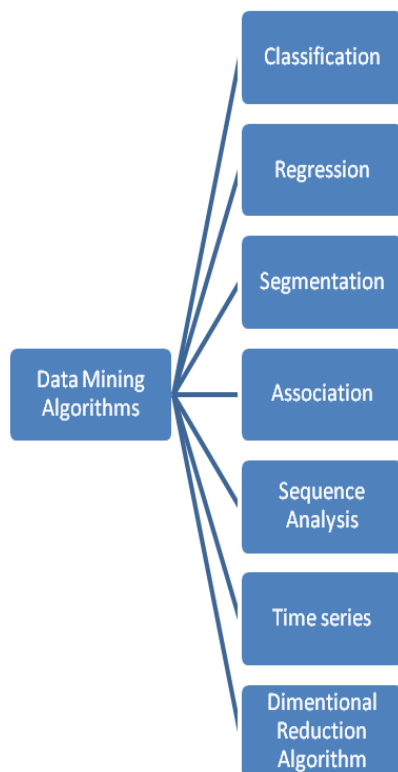 Classification
Regression
Segmentation
Data Mining
Algorithms
Association
Sequence
Analysis
Time series
Dimentional
Reduction
Algorithm